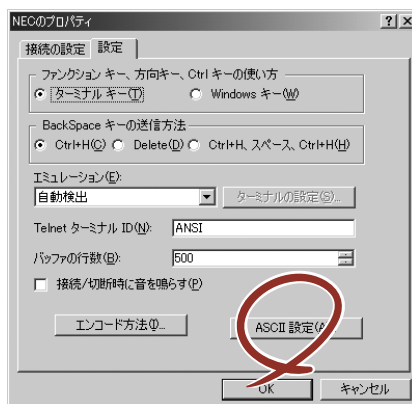 NECのプロパティ
接続の設定 設定
ファンクション キー、方向キー、Ctrl キーの使い方
ターミナル キー(T) Windows キー(W)
BackSpace キーの送信方法
Ctrl+H(C) Delete(D) Ctrl+H、スペース、Ctrl+H(H)
エミュレーション(E):
自動検出 ターミナルの設定(S)...
Telnet ターミナル ID(N): ANSI
バッファの行数(B): 500
接続/切断時に音を鳴らす(P)
エンコード方法(I)... ASCII 設定(A)...
OK キャンセル